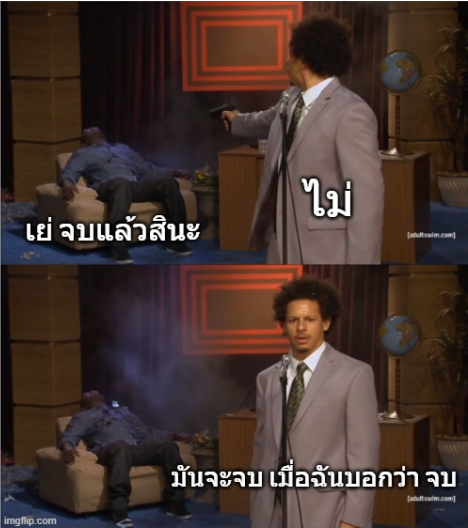 ไม่
เย่ จบแล้วสินะ
[adultswim.com]
มันจะจบ เมื่อฉันบอกว่า จบ
[adultswim.com]
imgflip.com